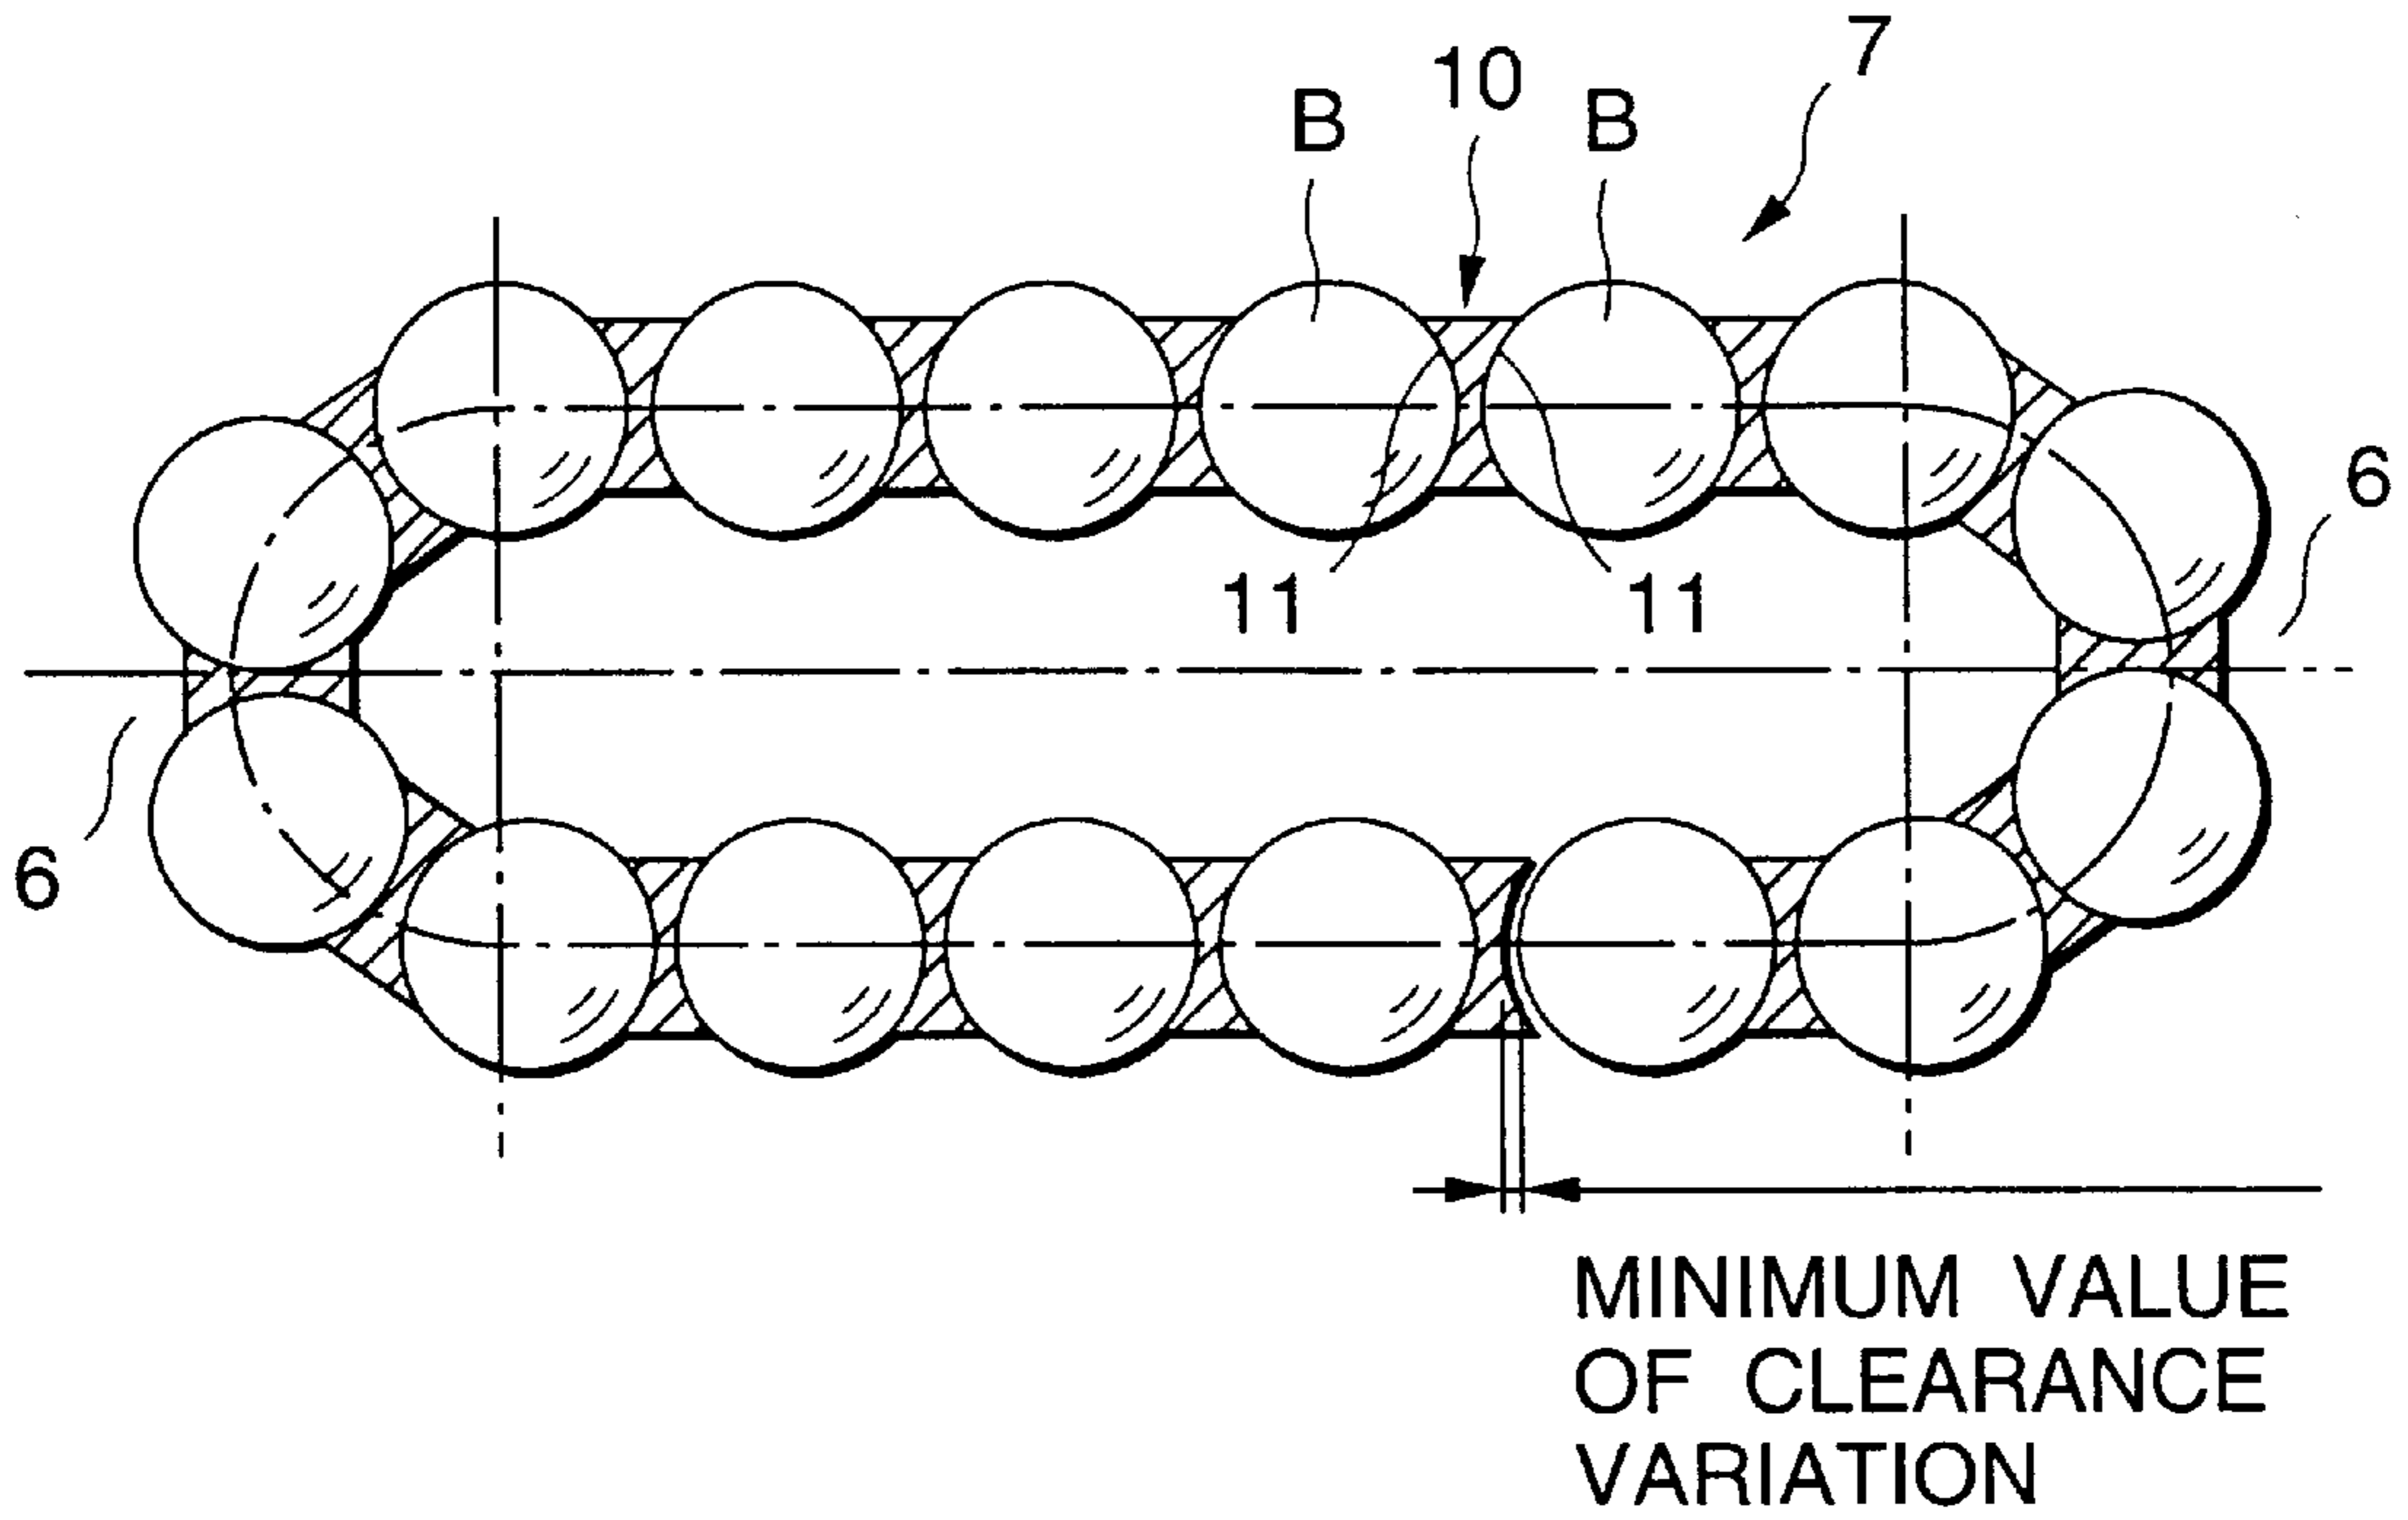 7
10
B B
6
11 11
6
MINIMUM VALUE
OF CLEARANCE
VARIATION